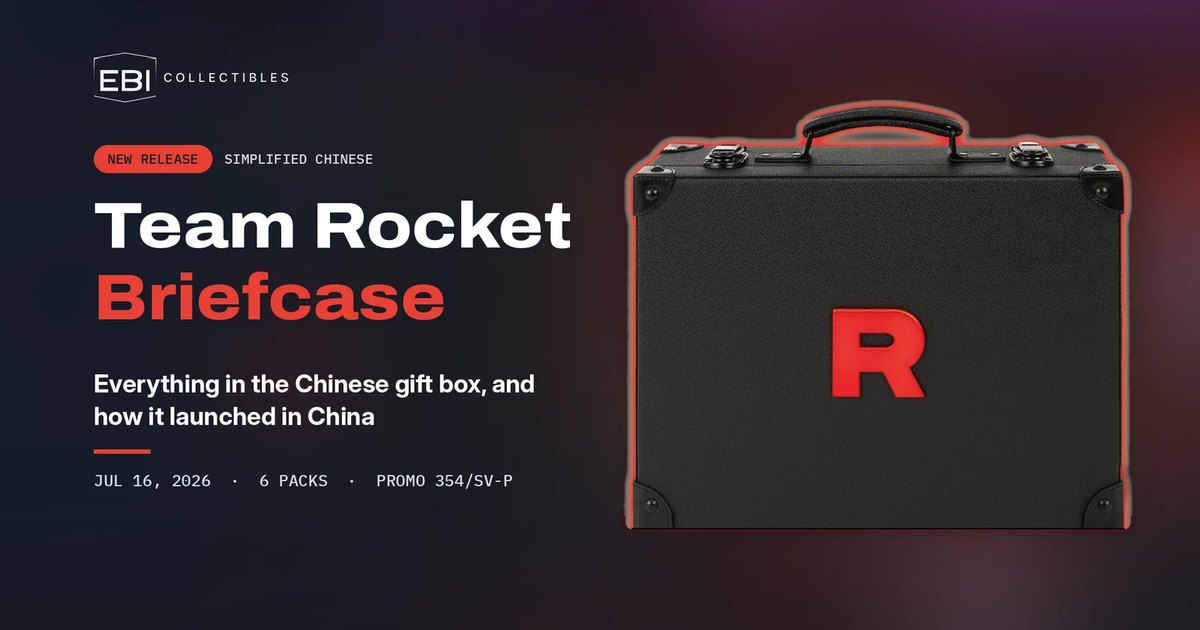 EBI COLLECTIBLES
NEW RELEASE SIMPLIFIED CHINESE
Team Rocket
Briefcase
Everything in the Chinese gift box, and
how it launched in China
JUL 16, 2026 · 6 PACKS · PROMO 354/SV-P
R